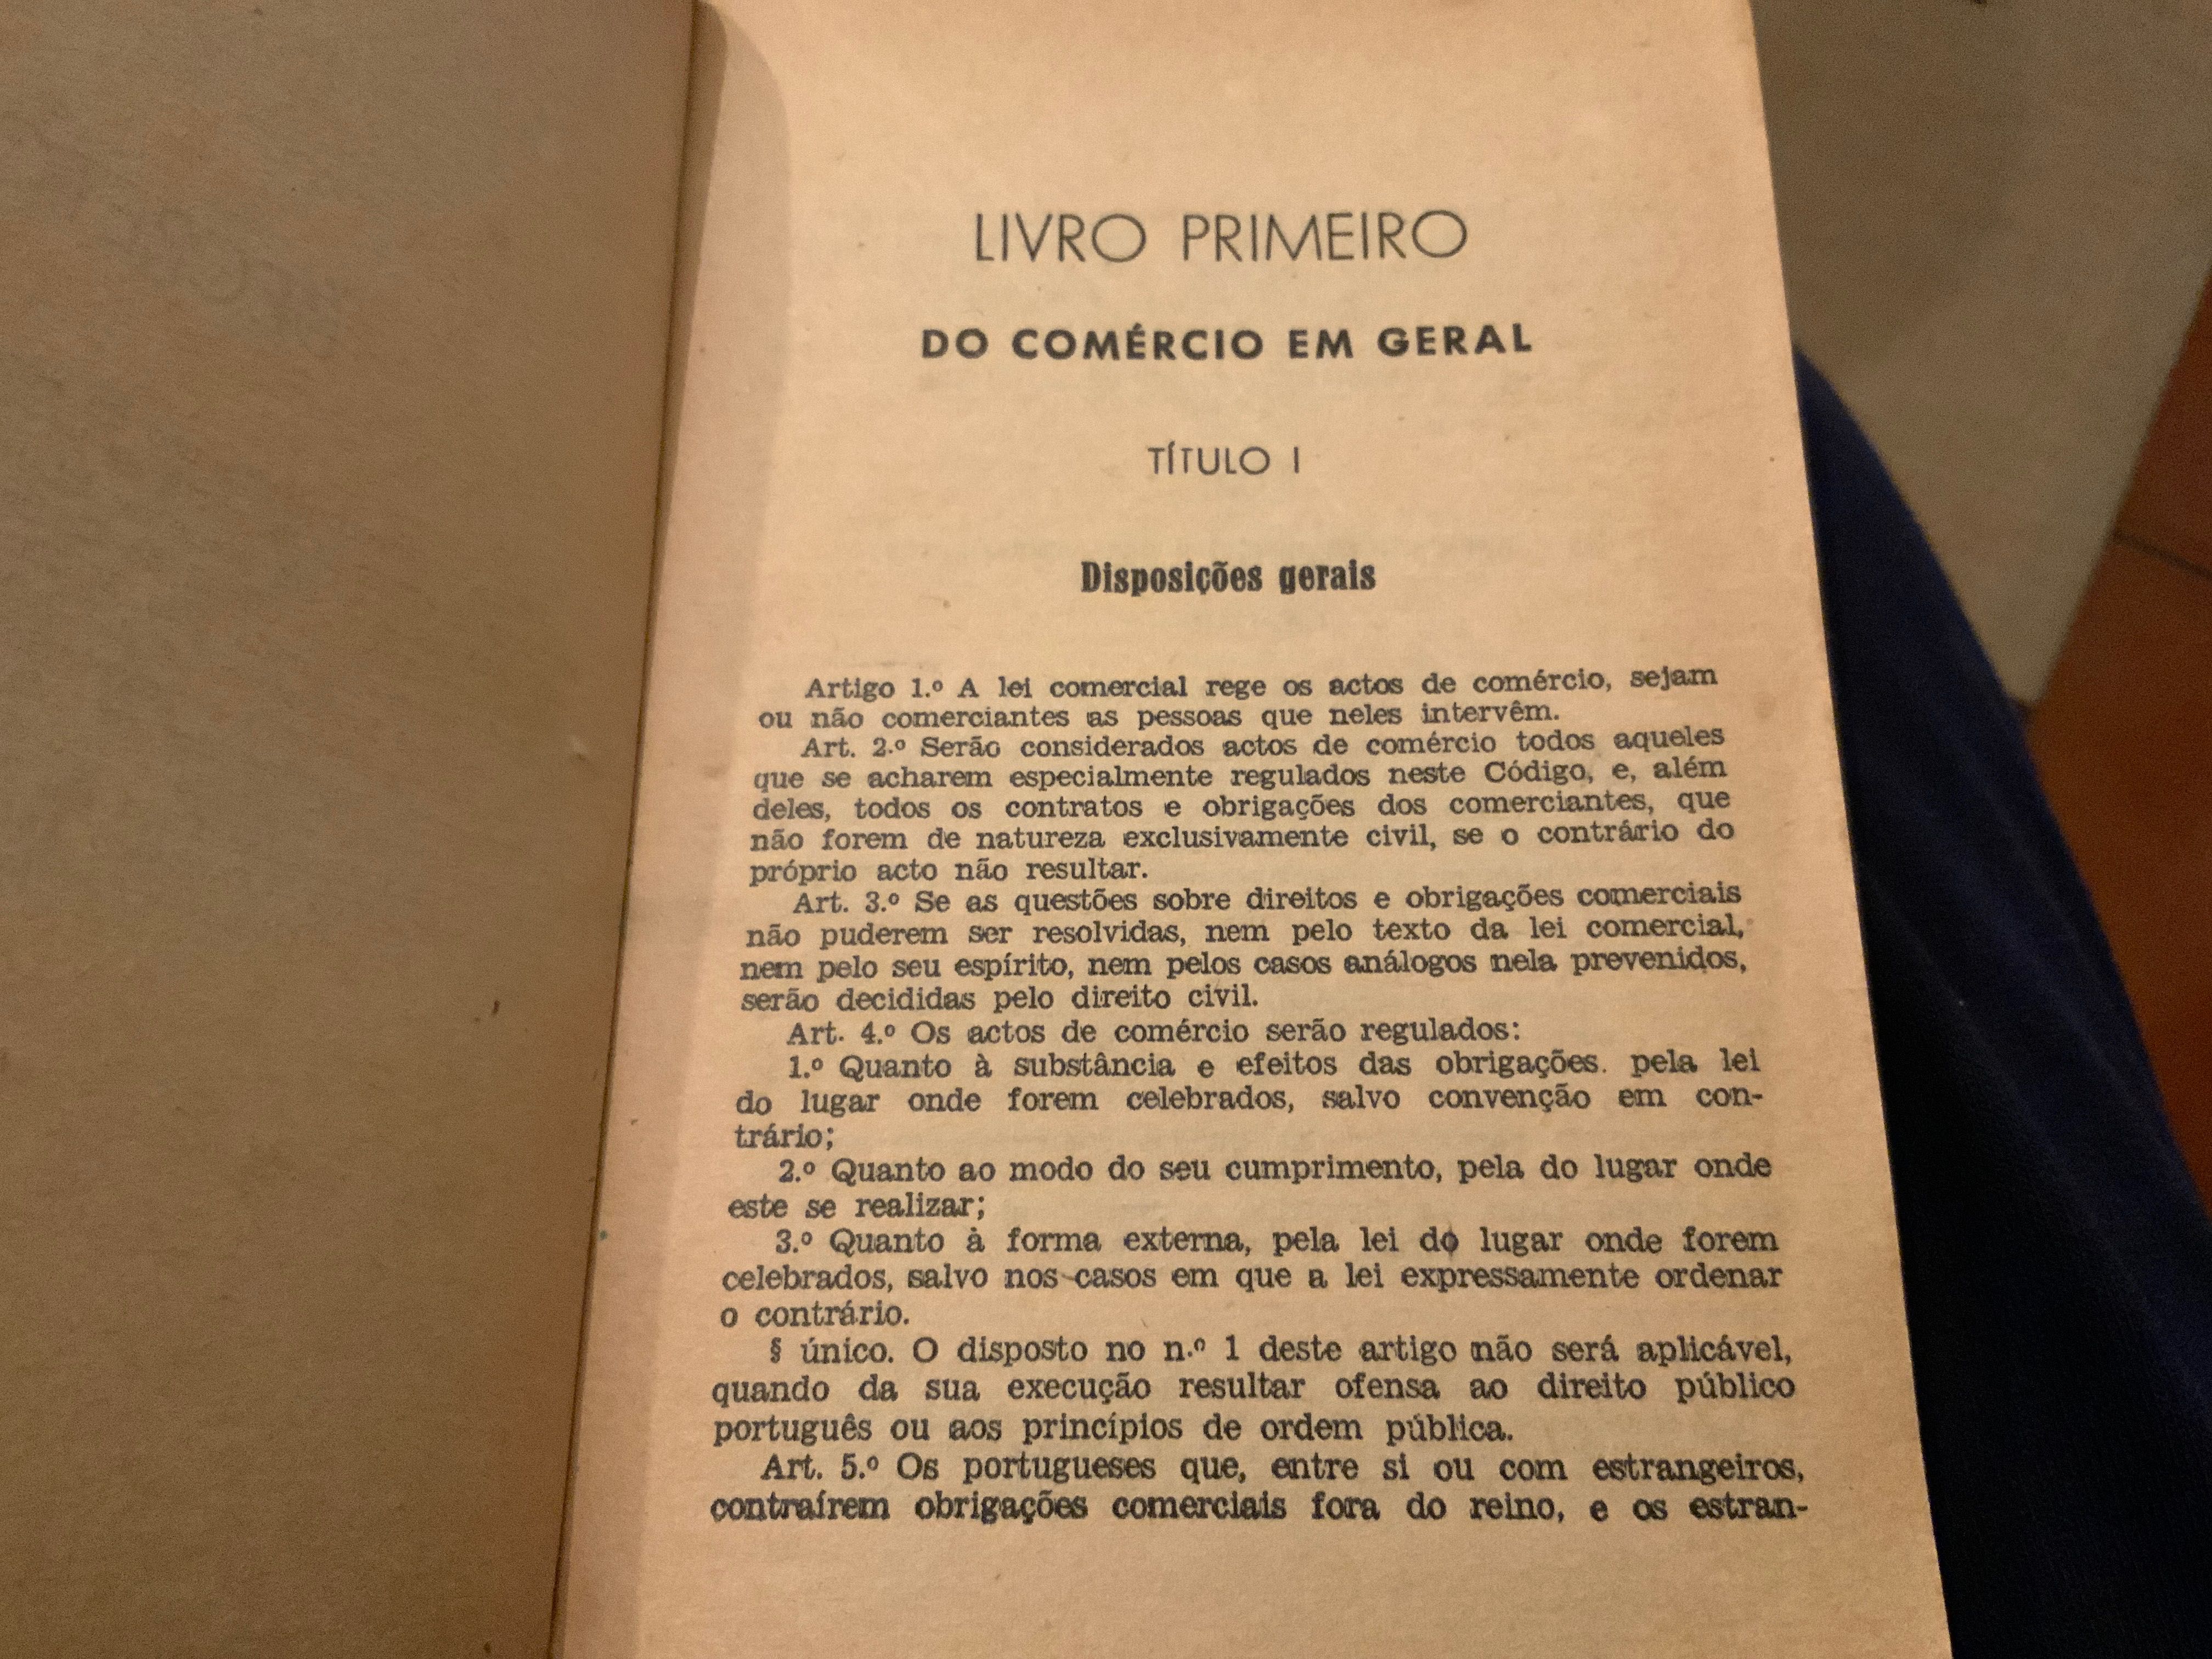 LIVRO PRIMEIRO
DO COMÉRCIO EM GERAL
TÍTULO I
Disposições gerais
Artigo 1.º A lei comercial rege os actos de comércio, sejam
ou não comerciantes as pessoas que neles intervêm.
Art. 2.º Serão considerados actos de comércio todos aqueles
que se acharem especialmente regulados neste Código, e, além
deles, todos os contratos e obrigações dos comerciantes, que
não forem de natureza exclusivamente civil, se o contrário do
próprio acto não resultar.
Art. 3.º Se as questões sobre direitos e obrigações comerciais
não puderem ser resolvidas, nem pelo texto da lei comercial,
nem pelo seu espírito, nem pelos casos análogos nela prevenidos,
serão decididas pelo direito civil.
Art. 4.º Os actos de comércio serão regulados:
1.º Quanto à substância e efeitos das obrigações. pela lei
do lugar onde forem celebrados, salvo convenção em con-
trário;
2.º Quanto ao modo do seu cumprimento, pela do lugar onde
este se realizar;
3.º Quanto à forma externa, pela lei do lugar onde forem
celebrados, salvo nos casos em que a lei expressamente ordenar
o contrário.
§ único. O disposto no n.º 1 deste artigo não será aplicável,
quando da sua execução resultar ofensa ao direito público
português ou aos princípios de ordem pública.
Art. 5.º Os portugueses que, entre si ou com estrangeiros,
contraírem obrigações comerciais fora do reino, e os estran-